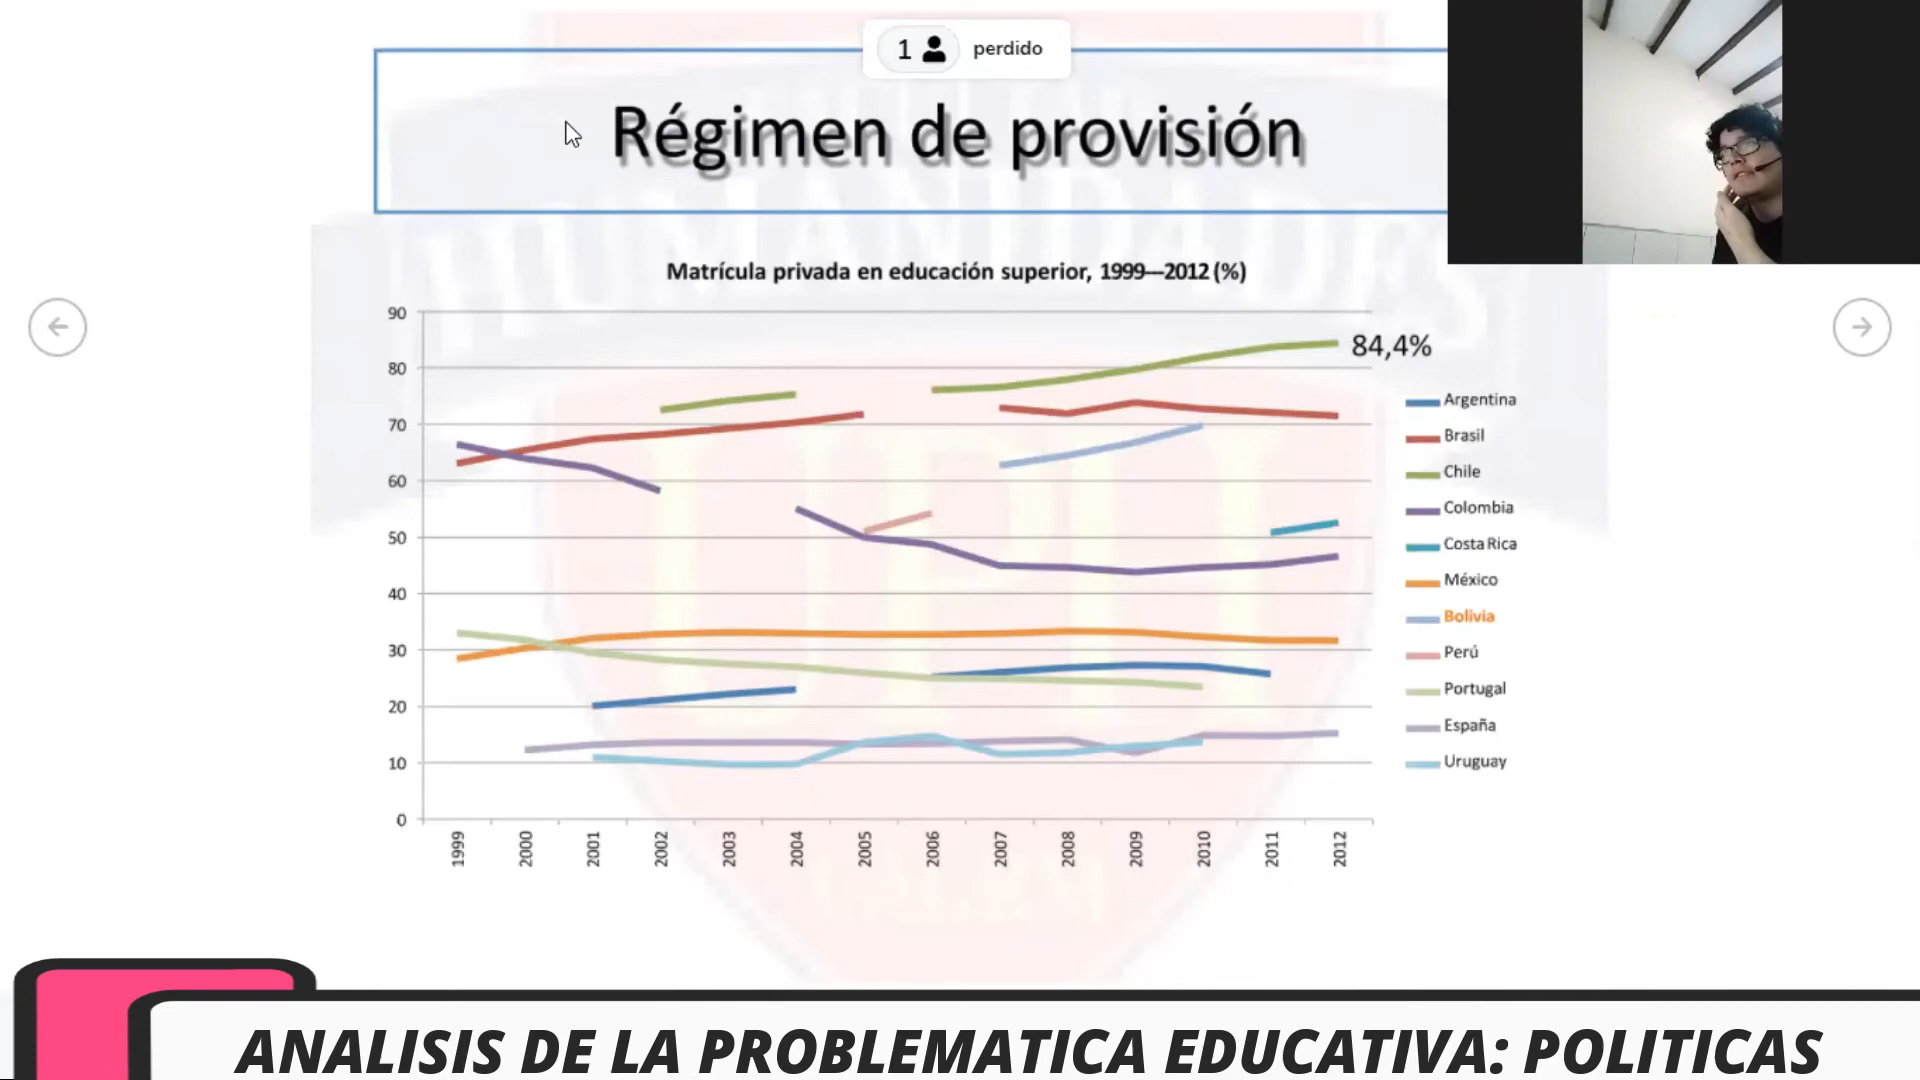 1 perdido
Régimen de provisión
HUMANIDADES
Matrícula privada en educación superior, 1999—2012 (%)
90
84,4%
80
Argentina
70
Brasil
Chile
60
Colombia
50
Costa Rica
México
40
Bolivia
30
Perú
Portugal
20
España
10
Uruguay
0
1999 2000 2001 2002 2003 2004 2005 2006 2007 2008 2009 2010 2011 2012
ANALISIS DE LA PROBLEMATICA EDUCATIVA: POLITICAS